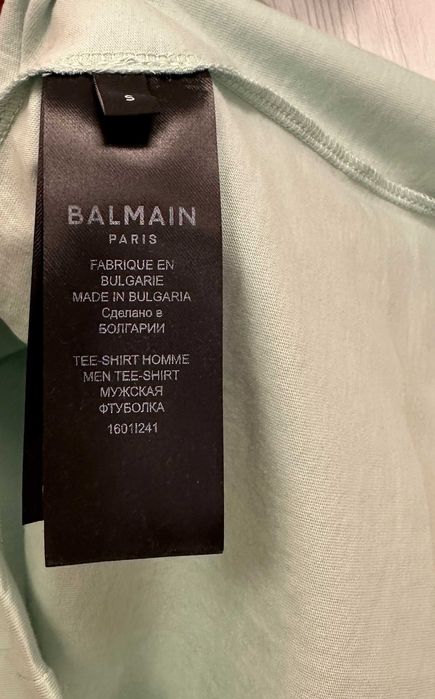 S
BALMAIN
PARIS
FABRIQUE EN
BULGARIE
MADE IN BULGARIA
Сделано в
БОЛГАРИИ
TEE-SHIRT HOMME
MEN TEE-SHIRT
МУЖСКАЯ
ФТУБОЛКА
1601I241